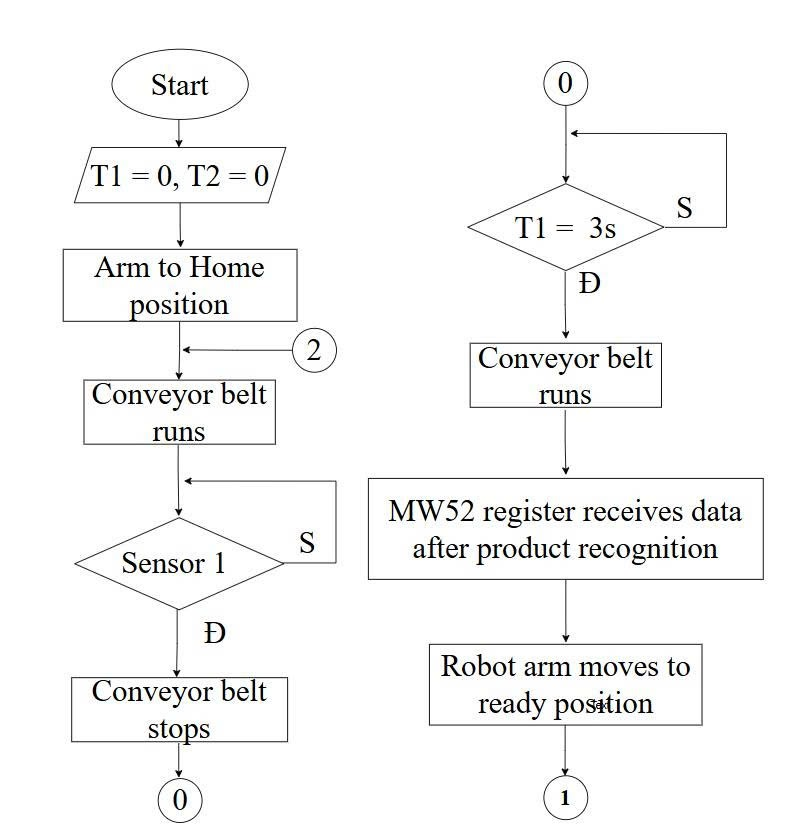 Start
T1 = 0, T2 = 0
Arm to Home
position
2
Conveyor belt
runs
Sensor 1
S
Đ
Conveyor belt
stops
0
0
T1 = 3s
S
Đ
Conveyor belt
runs
MW52 register receives data
after product recognition
Robot arm moves to
ready position
1